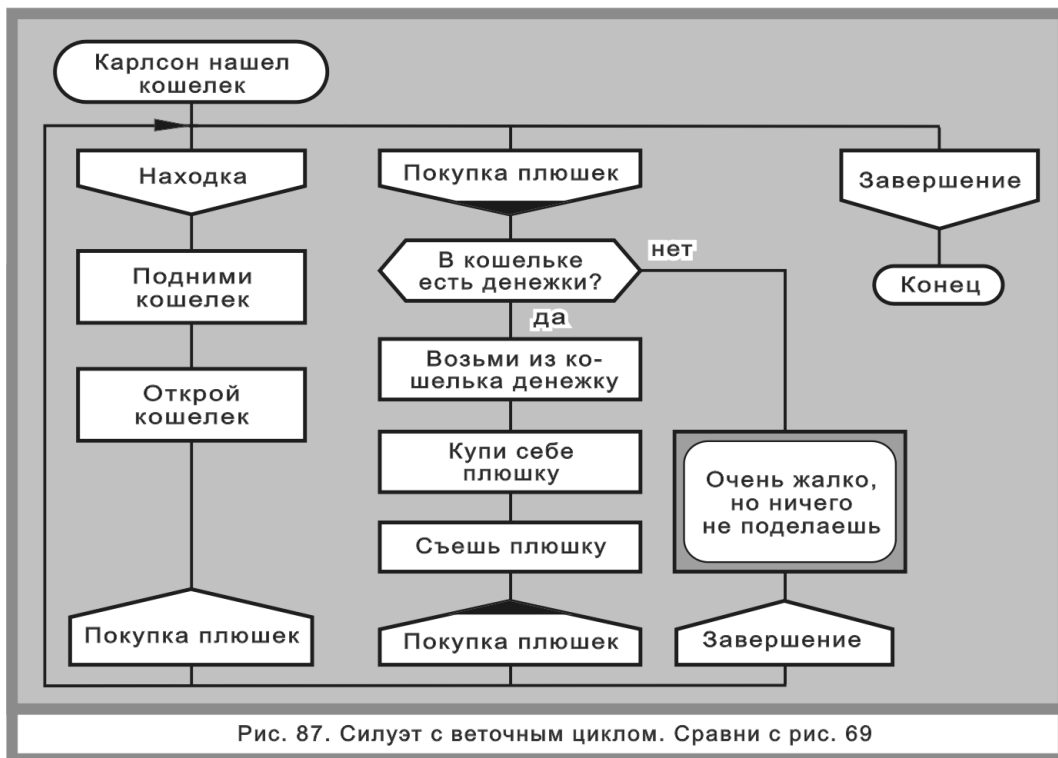 Карлсон нашел
кошелек
Находка
Подними
кошелек
Открой
кошелек
Покупка плюшек
Покупка плюшек
В кошельке
есть денежки?
нет
да
Возьми из ко-
шелька денежку
Купи себе
плюшку
Съешь плюшку
Покупка плюшек
Очень жалко,
но ничего
не поделаешь
Завершение
Завершение
Конец
Рис. 87. Силуэт с веточным циклом. Сравни с рис. 69